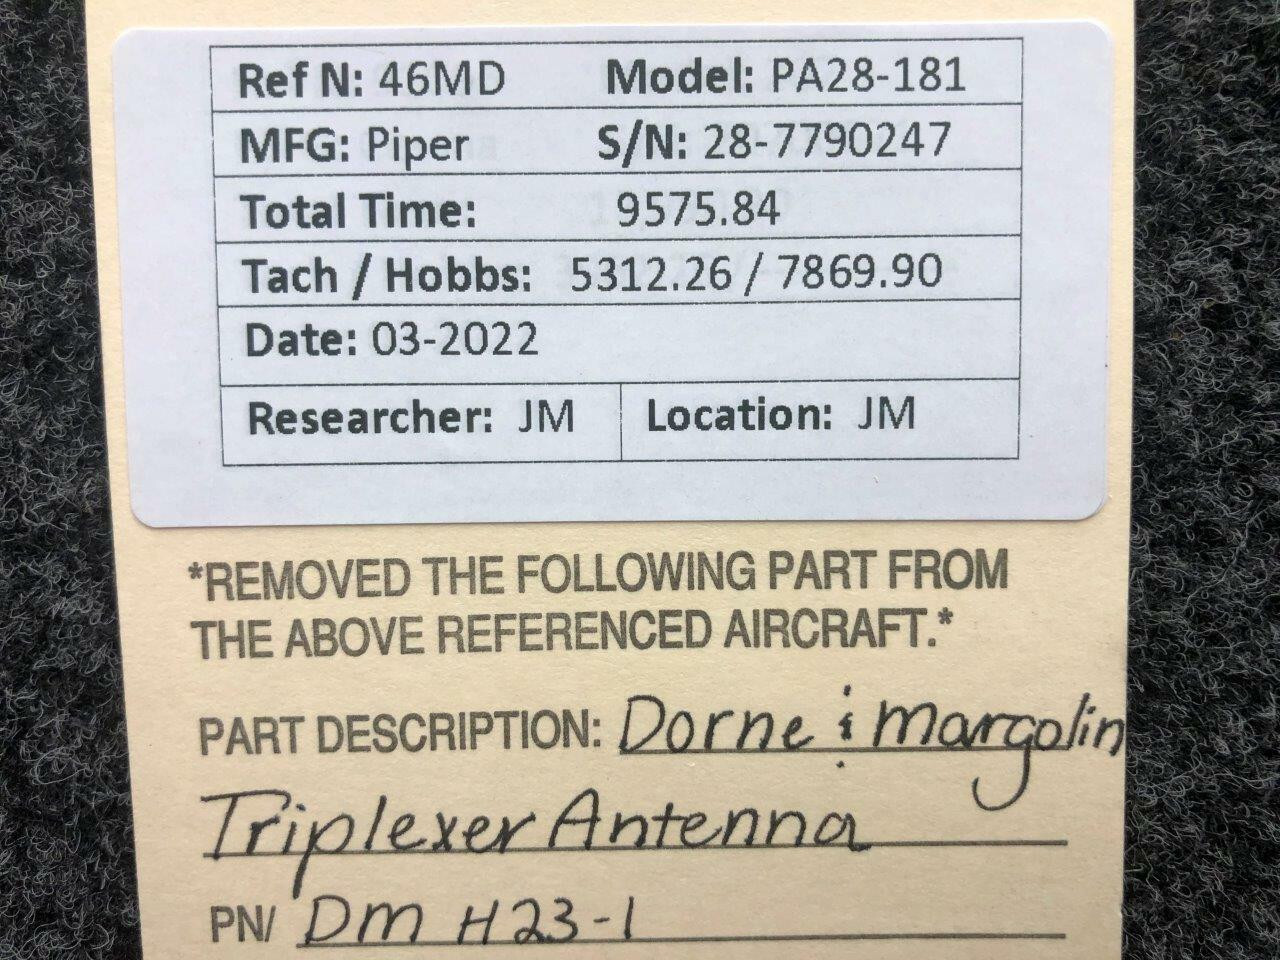 Ref N: 46MD Model: PA28-181
MFG: Piper S/N: 28-7790247
Total Time: 9575.84
Tach / Hobbs: 5312.26 / 7869.90
Date: 03-2022
Researcher: JM Location: JM
*REMOVED THE FOLLOWING PART FROM
THE ABOVE REFERENCED AIRCRAFT.*
PART DESCRIPTION: Dorne & Margolin
Triplexer Antenna
PN/ DM H23-1